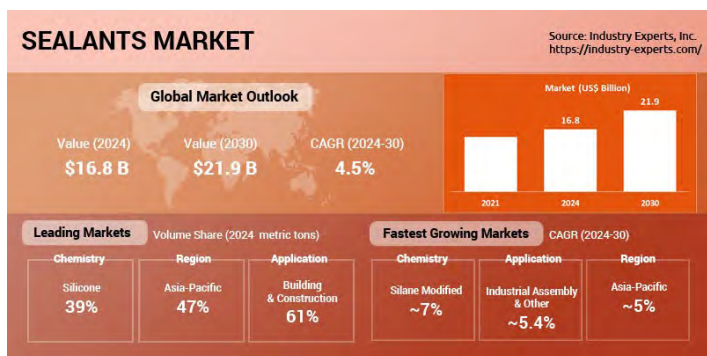 SEALANTS MARKET
Source: Industry Experts, Inc.
https://industry-experts.com/
Global Market Outlook
Value (2024)
$16.8 B
Value (2030)
$21.9 B
CAGR (2024-30)
4.5%
Market (US$ Billion)
16.8
21.9
2021
2024
2030
Leading Markets
Volume Share (2024 metric tons)
Chemistry
Silicone
39%
Region
Asia-Pacific
47%
Application
Building
& Construction
61%
Fastest Growing Markets
CAGR (2024-30)
Chemistry
Silane Modified
~7%
Application
Industrial Assembly
& Other
~5.4%
Region
Asia-Pacific
~5%